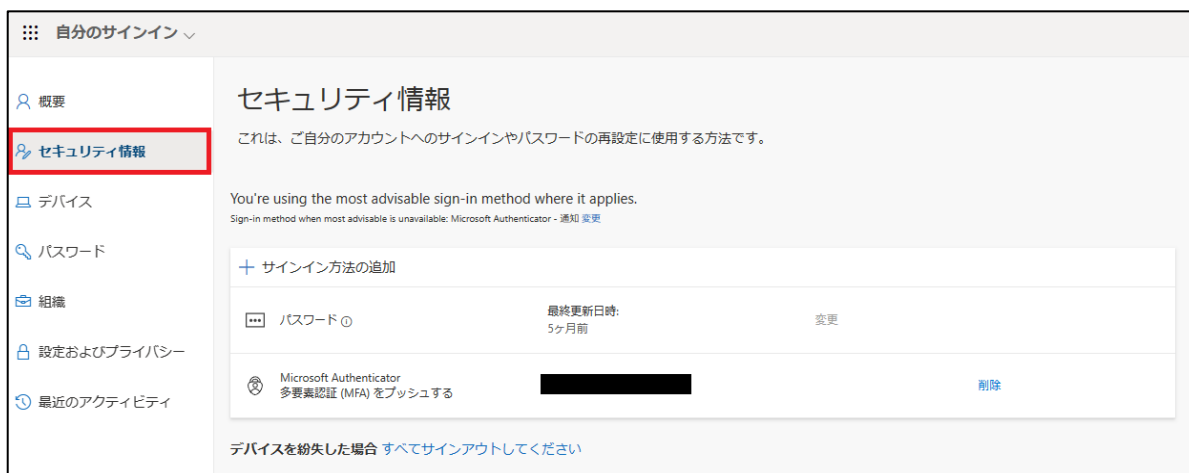 自分のサインイン
概要
セキュリティ情報
デバイス
パスワード
組織
設定およびプライバシー
最近のアクティビティ
セキュリティ情報
これは、ご自分のアカウントへのサインインやパスワードの再設定に使用する方法です。
You're using the most advisable sign-in method where it applies.
Sign-in method when most advisable is unavailable: Microsoft Authenticator - 通知 変更
サインイン方法の追加
パスワード
最終更新日時:
5ヶ月前
変更
Microsoft Authenticator
多要素認証 (MFA) をプッシュする
削除
デバイスを紛失した場合 すべてサインアウトしてください